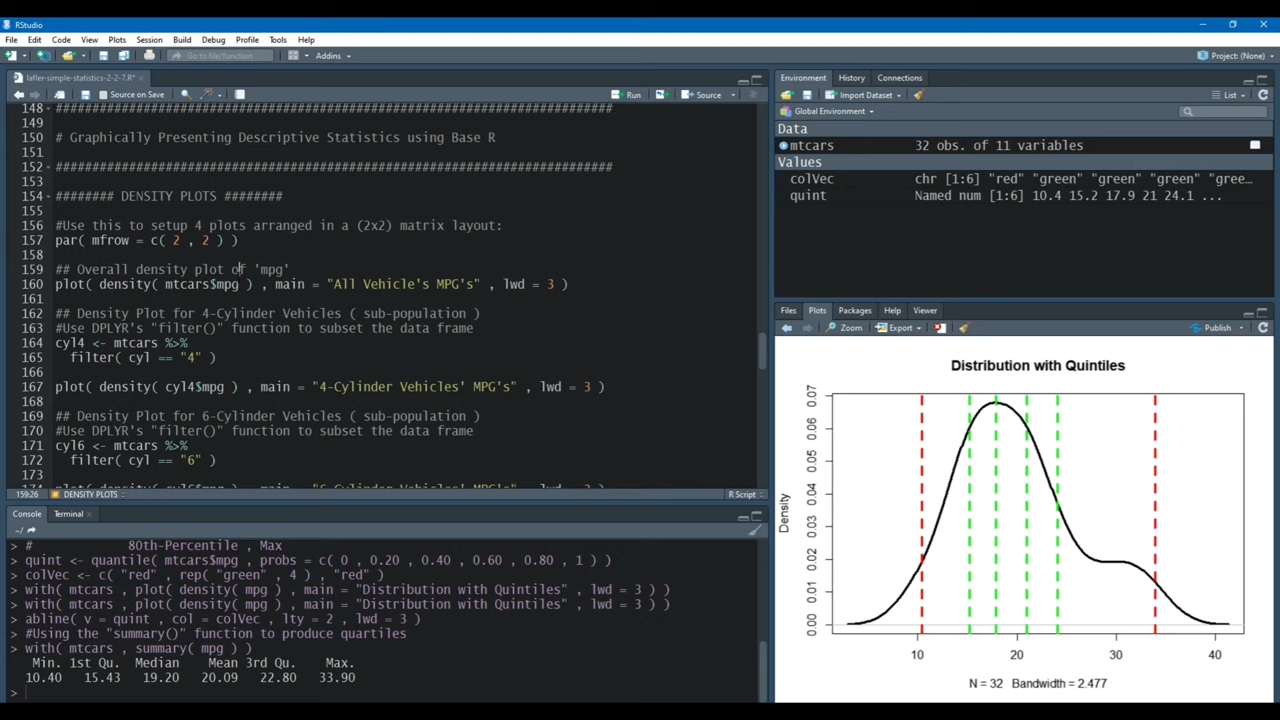 RStudio
File Edit Code View Plots Session Build Debug Profile Tools Help
Go to file/function Addins Project: (None)
lafler-simple-statistics-2-2-7.R*
Source on Save Run Source
148 ################################################################
149
150 # Graphically Presenting Descriptive Statistics using Base R
151
152 ################################################################
153
154 ######## DENSITY PLOTS ########
155
156 #Use this to setup 4 plots arranged in a (2x2) matrix layout:
157 par( mfrow = c( 2 , 2 ) )
158
159 ## Overall density plot of 'mpg'
160 plot( density( mtcars$mpg ) , main = "All Vehicle's MPG's" , lwd = 3 )
161
162 ## Density Plot for 4-Cylinder Vehicles ( sub-population )
163 #Use DPLYR's "filter()" function to subset the data frame
164 cyl4 <- mtcars %>%
165 filter( cyl == "4" )
166
167 plot( density( cyl4$mpg ) , main = "4-Cylinder Vehicles' MPG's" , lwd = 3 )
168
169 ## Density Plot for 6-Cylinder Vehicles ( sub-population )
170 #Use DPLYR's "filter()" function to subset the data frame
171 cyl6 <- mtcars %>%
172 filter( cyl == "6" )
173
159:26 DENSITY PLOTS R Script
Console Terminal
~/
> # 80th-Percentile , Max
> quint <- quantile( mtcars$mpg , probs = c( 0 , 0.20 , 0.40 , 0.60 , 0.80 , 1 ) )
> colVec <- c( "red" , rep( "green" , 4 ) , "red" )
> with( mtcars , plot( density( mpg ) , main = "Distribution with Quintiles" , lwd = 3 ) )
> with( mtcars , plot( density( mpg ) , main = "Distribution with Quintiles" , lwd = 3 ) )
> abline( v = quint , col = colVec , lty = 2 , lwd = 3 )
> #Using the "summary()" function to produce quartiles
> with( mtcars , summary( mpg ) )
Min. 1st Qu. Median Mean 3rd Qu. Max.
10.40 15.43 19.20 20.09 22.80 33.90
>
Environment History Connections
Import Dataset List
Global Environment
Data
mtcars 32 obs. of 11 variables
Values
colVec chr [1:6] "red" "green" "green" "gree...
quint Named num [1:6] 10.4 15.2 17.9 21 24.1 ...
Files Plots Packages Help Viewer
Zoom Export Publish
Distribution with Quintiles
Density
0.07
0.06
0.05
0.04
0.03
0.02
0.01
0.00
10 20 30 40
N = 32 Bandwidth = 2.477